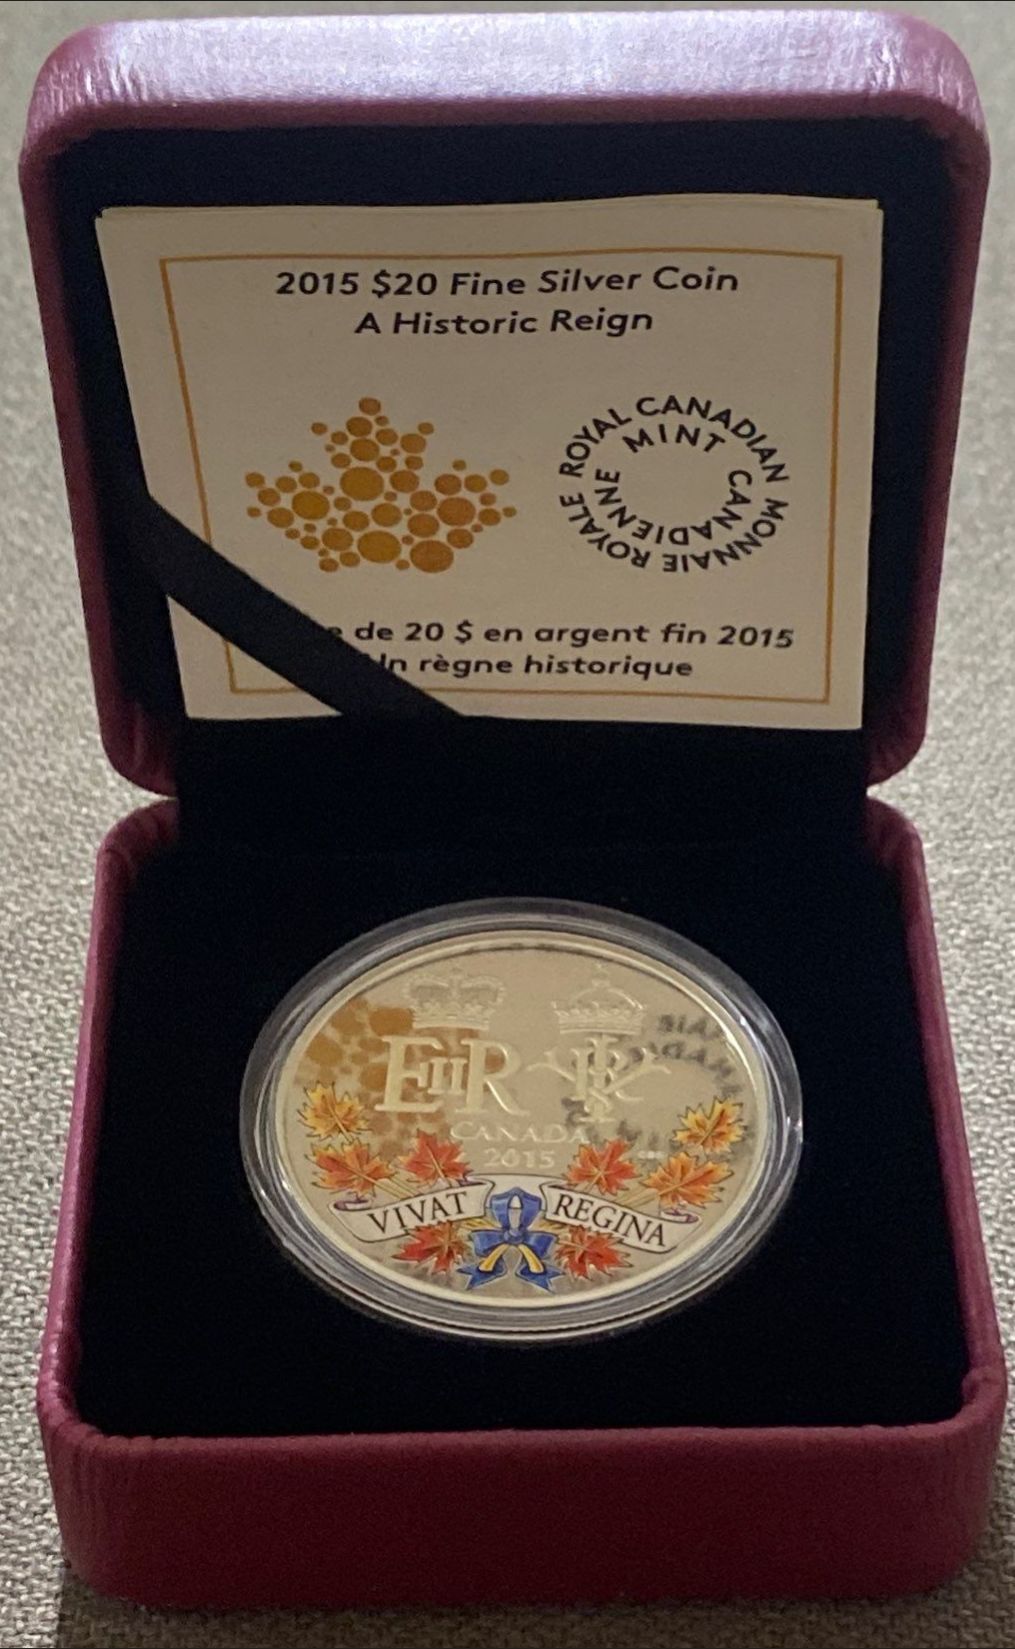 2015 $20 Fine Silver Coin
A Historic Reign
ROYAL CANADIAN MINT
MONNAIE ROYALE CANADIENNE
de 20 $ en argent fin 2015
règne historique
EIIR
CANADA
2015
VIVAT REGINA